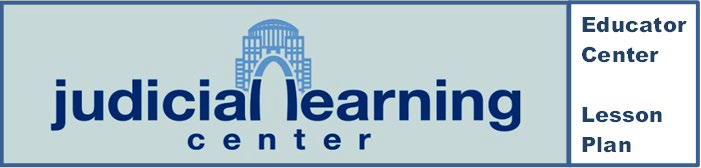 judicial learning
center
Educator
Center
Lesson
Plan